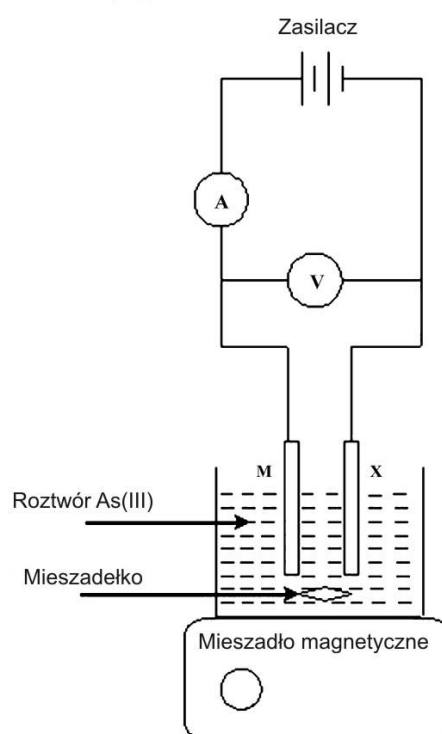 Zasilacz
A
V
M X
Roztwór As(III)
Mieszadełko
Mieszadło magnetyczne